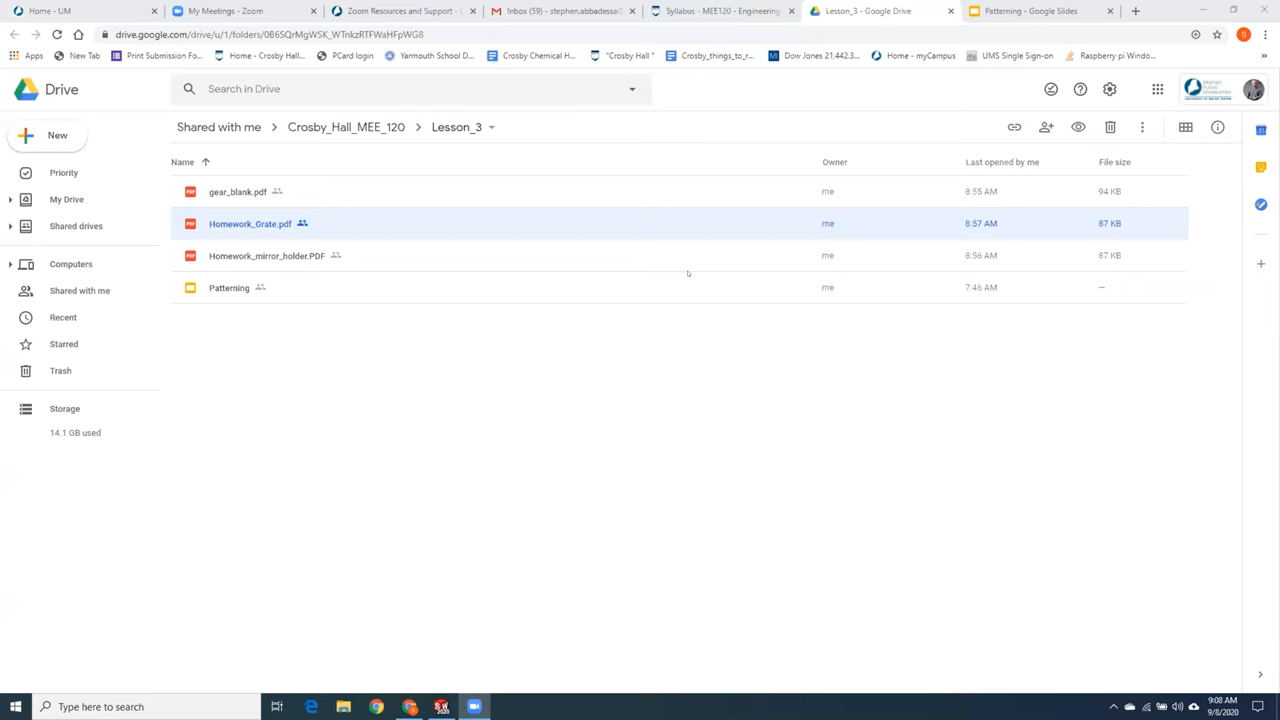 Home - UM
My Meetings - Zoom
Zoom Resources and Support - U
Inbox (59) - stephen.abbadessa@
Syllabus - MEE120 - Engineering
Lesson_3 - Google Drive
Patterning - Google Slides
drive.google.com/drive/u/1/folders/0B6SQrMgWSK_WTnkzRTFWaHFpWG8
S
Apps
New Tab
Print Submission Fo...
Home - Crosby Hall...
PCard login
Yarmouth School D...
Crosby Chemical H...
"Crosby Hall "
Crosby_things_to_r...
Dow Jones 21,442.3...
Home - myCampus
UMS Single Sign-on
Raspberry pi Windo...
Drive
Search in Drive
New
Shared with me
Crosby_Hall_MEE_120
Lesson_3
Name
Owner
Last opened by me
File size
Priority
gear_blank.pdf
me
8:55 AM
94 KB
My Drive
Shared drives
Homework_Grate.pdf
me
8:57 AM
87 KB
Computers
Homework_mirror_holder.PDF
me
8:56 AM
87 KB
Shared with me
Patterning
me
7:46 AM
—
Recent
Starred
Trash
Storage
14.1 GB used
Type here to search
9:08 AM
9/8/2020